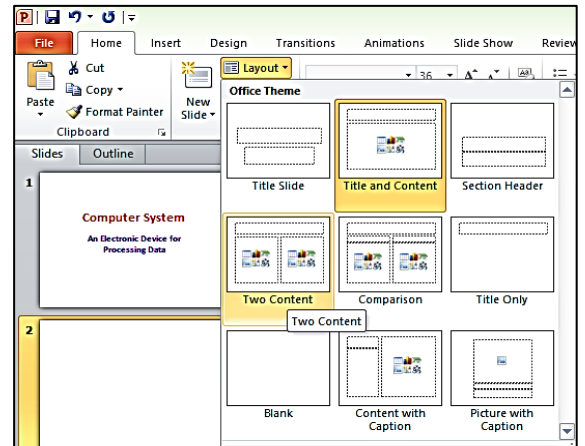 P
File Home Insert Design Transitions Animations Slide Show Review
Cut
Copy
Format Painter
Paste
Clipboard
New
Slide
Layout
36
A A Aa
Slides Outline
1
Computer System
An Electronic Device for
Processing Data
2
Office Theme
Title Slide Title and Content Section Header
Two Content Comparison Title Only
Two Content
Blank Content with Caption Picture with Caption